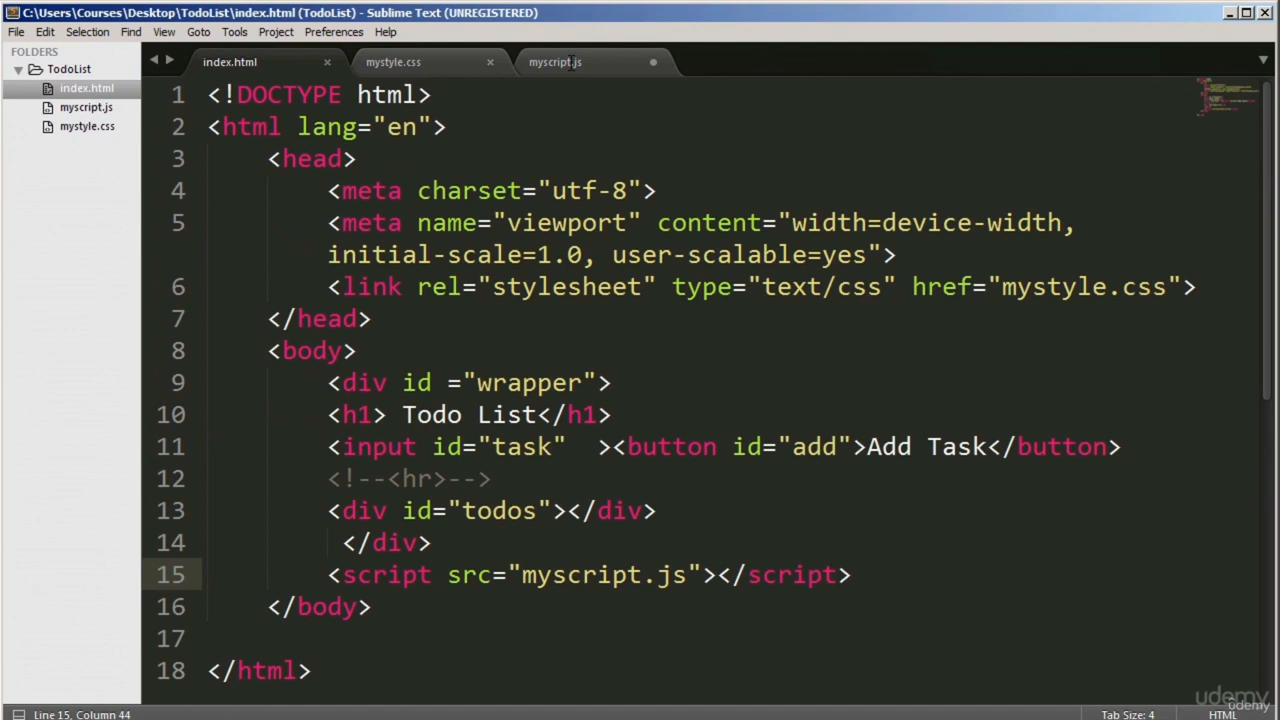 C:\Users\Courses\Desktop\TodoList\index.html (TodoList) - Sublime Text (UNREGISTERED)
File Edit Selection View Goto Tools Project Preferences Help
FOLDERS
TodoList
index.html
myscript.js
mystyle.css
index.html mystyle.css myscript.js
1 <!DOCTYPE html>
2 <html lang="en">
3 <head>
4 <meta charset="utf-8">
5 <meta name="viewport" content="width=device-width,
initial-scale=1.0, user-scalable=yes">
6 <link rel="stylesheet" type="text/css" href="mystyle.css">
7 </head>
8 <body>
9 <div id ="wrapper">
10 <h1> Todo List</h1>
11 <input id="task"  ><button id="add">Add Task</button>
12 <!--<hr>-->
13 <div id="todos"></div>
14 </div>
15 <script src="myscript.js"></script>
16 </body>
17
18 </html>
udemy
udemy
Line 15, Column 44 Tab Size: 4 HTML